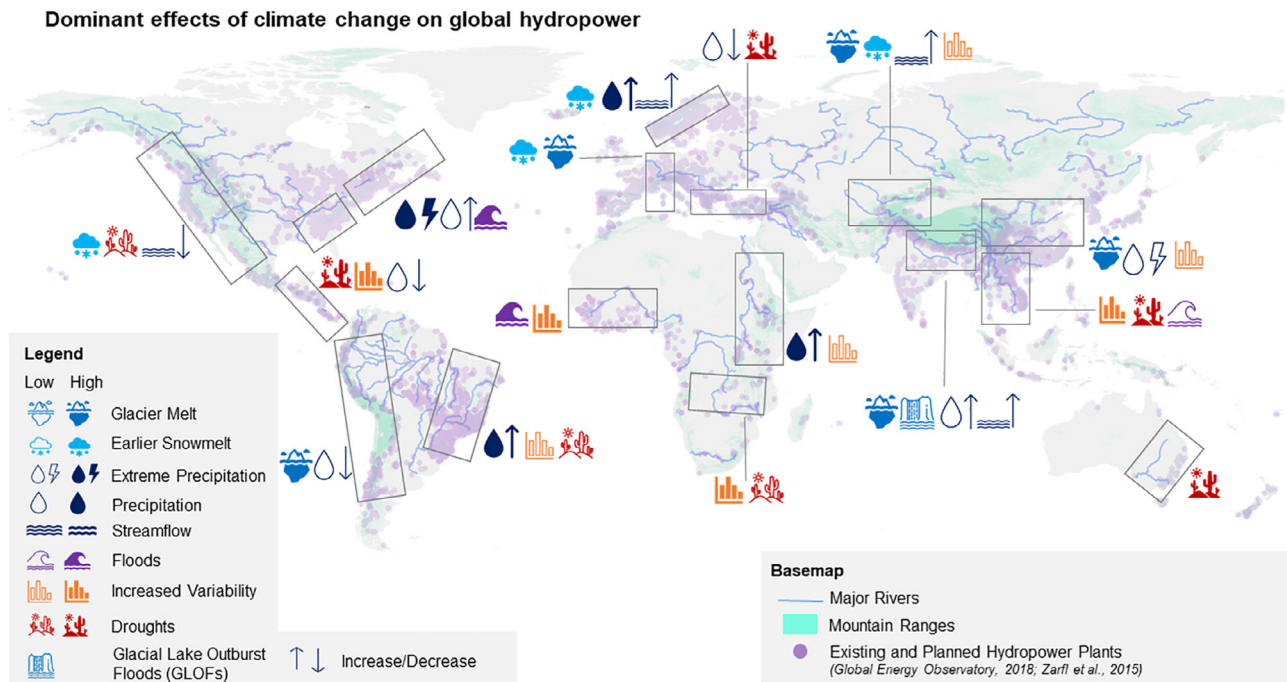 Dominant effects of climate change on global hydropower
Legend
Low High
Glacier Melt
Earlier Snowmelt
Extreme Precipitation
Precipitation
Streamflow
Floods
Increased Variability
Droughts
Glacial Lake Outburst
Floods (GLOFs)
Increase/Decrease
Basemap
Major Rivers
Mountain Ranges
Existing and Planned Hydropower Plants
(Global Energy Observatory, 2018; Zarfl et al., 2015)